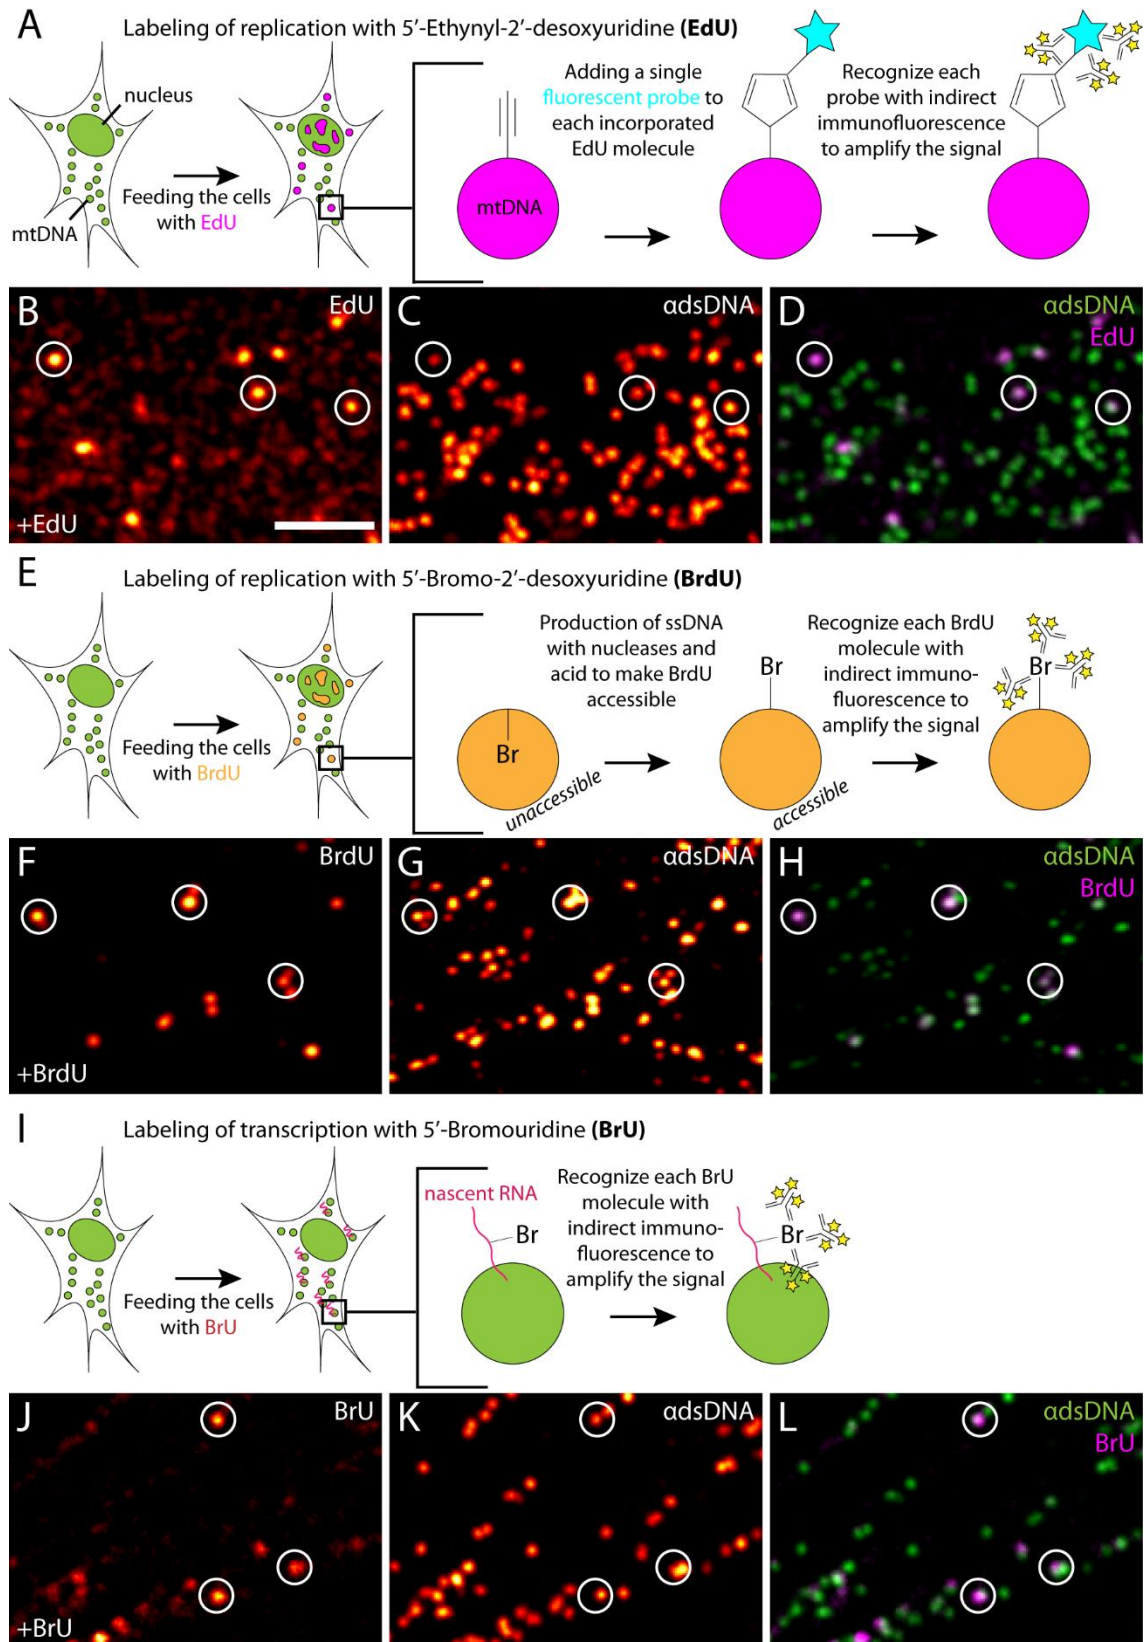 A
Labeling of replication with 5′-Ethynyl-2′-desoxyuridine (EdU)
nucleus
mtDNA
Feeding the cells
with EdU
mtDNA
Adding a single
fluorescent probe to
each incorporated
EdU molecule
Recognize each
probe with indirect
immunofluorescence
to amplify the signal
B
EdU
+EdU
C
αdsDNA
D
αdsDNA
EdU
E
Labeling of replication with 5′-Bromo-2′-desoxyuridine (BrdU)
Feeding the cells
with BrdU
Br
unaccessible
Production of ssDNA
with nucleases and
acid to make BrdU
accessible
Br
accessible
Recognize each BrdU
molecule with
indirect immuno-
fluorescence to
amplify the signal
Br
F
BrdU
+BrdU
G
αdsDNA
H
αdsDNA
BrdU
I
Labeling of transcription with 5′-Bromouridine (BrU)
Feeding the cells
with BrU
nascent RNA
Br
Recognize each BrU
molecule with
indirect immuno-
fluorescence to
amplify the signal
Br
J
BrU
+BrU
K
αdsDNA
L
αdsDNA
BrU